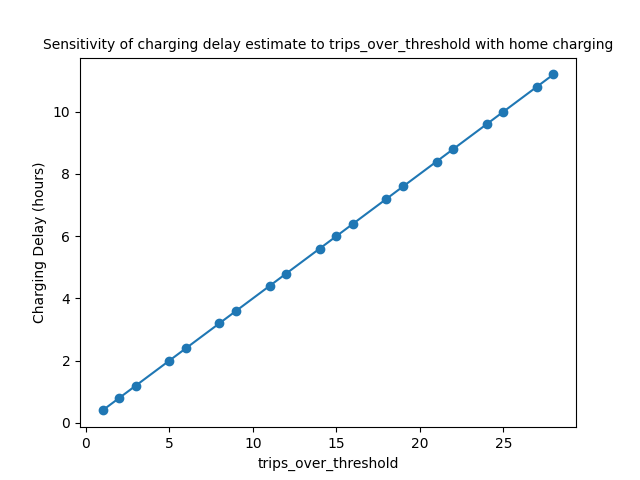 Sensitivity of charging delay estimate to trips_over_threshold with home charging
10
8
6
4
2
0
Charging Delay (hours)
0 5 10 15 20 25
trips_over_threshold